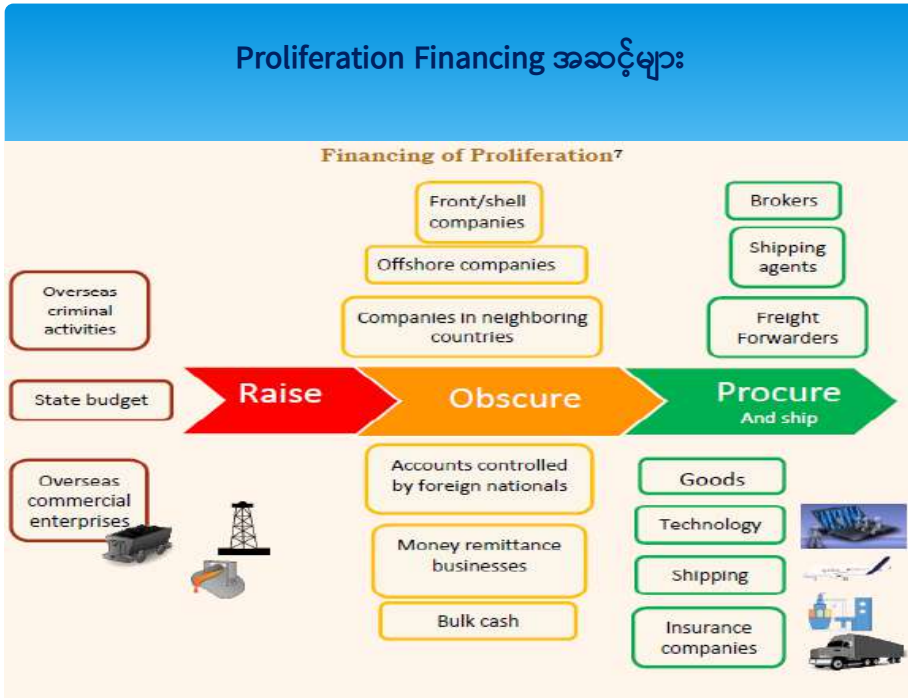 Proliferation Financing အဆင့်များ
Financing of Proliferation⁷
Overseas
criminal
activities
State budget
Overseas
commercial
enterprises
Raise
Front/shell
companies
Offshore companies
Companies in neighboring
countries
Obscure
Accounts controlled
by foreign nationals
Money remittance
businesses
Bulk cash
Brokers
Shipping
agents
Freight
Forwarders
Procure
And ship
Goods
Technology
Shipping
Insurance
companies